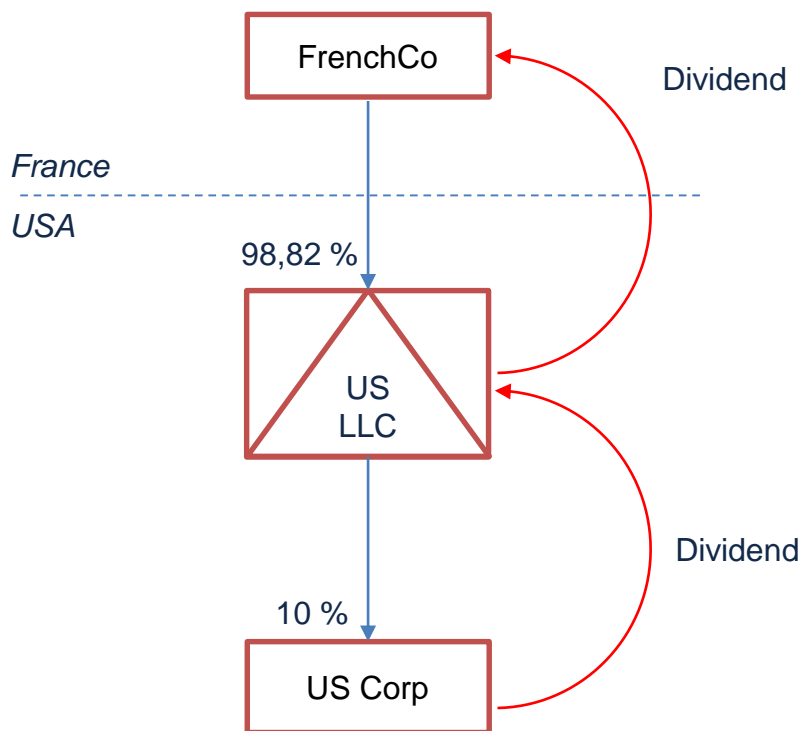 FrenchCo
Dividend
France
USA
98,82 %
US
LLC
Dividend
10 %
US Corp